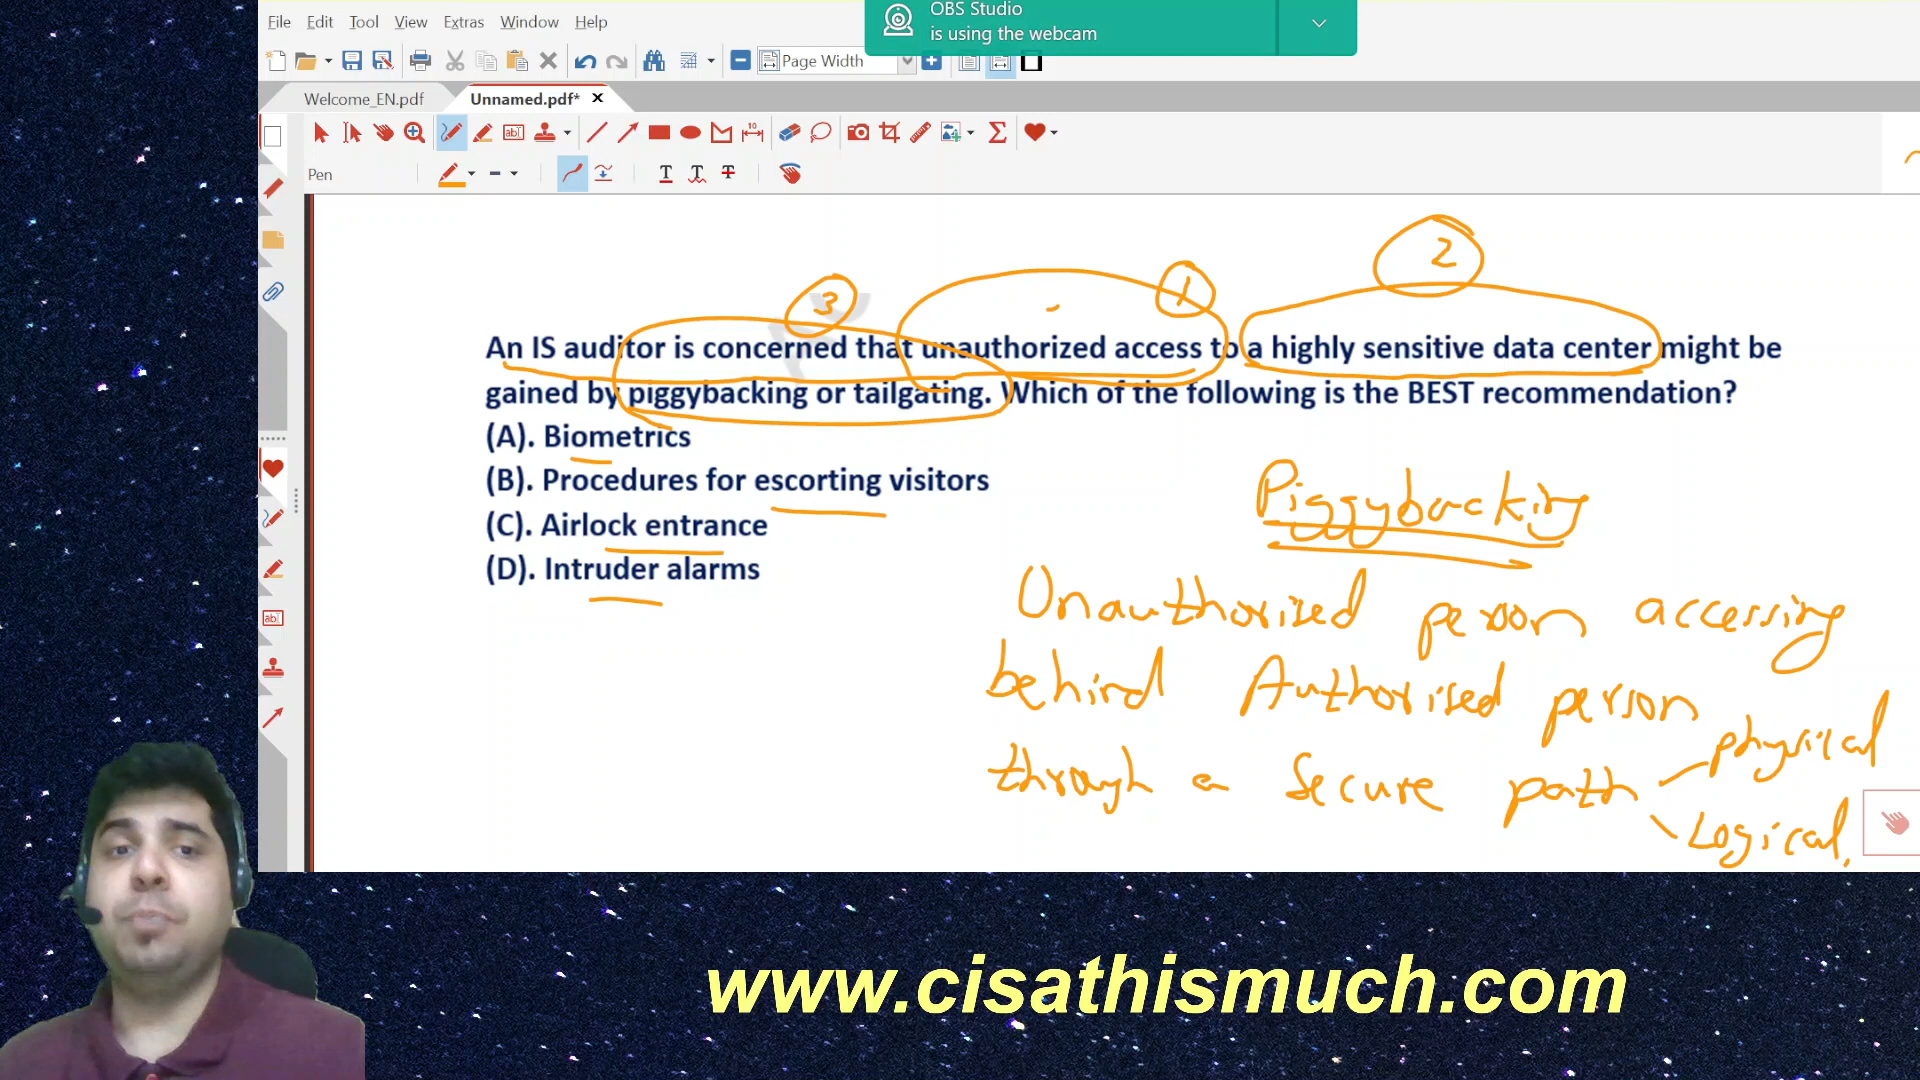 OBS Studio
is using the webcam
File Edit Tool View Extras Window Help
Page Width
Welcome_EN.pdf Unnamed.pdf*
Pen
3 1 2
An IS auditor is concerned that unauthorized access to a highly sensitive data center might be
gained by piggybacking or tailgating. Which of the following is the BEST recommendation?
(A). Biometrics
(B). Procedures for escorting visitors
(C). Airlock entrance
(D). Intruder alarms
Piggybacking
Unauthorised person accessing
behind Authorised person
through a Secure path physical
Logical.
www.cisathismuch.com